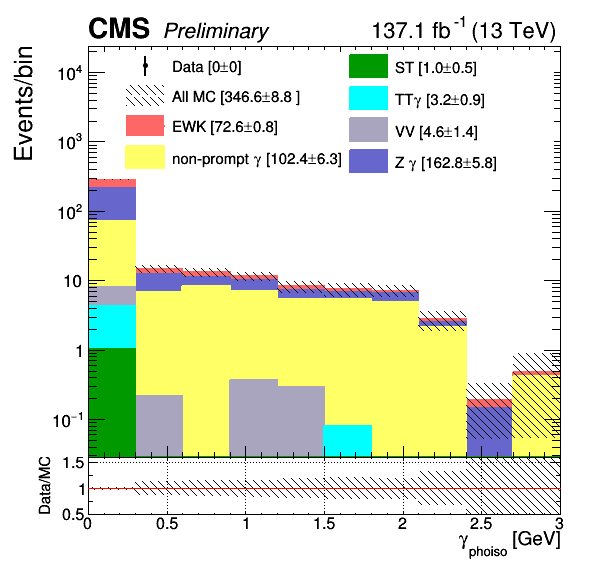 CMS Preliminary 137.1 fb⁻¹ (13 TeV)
Events/bin
Data [0±0]
All MC [346.6±8.8 ]
EWK [72.6±0.8]
non-prompt γ [102.4±6.3]
ST [1.0±0.5]
TTγ [3.2±0.9]
VV [4.6±1.4]
Z γ [162.8±5.8]
10⁴
10³
10²
10
1
10⁻¹
Data/MC
1.5
1
0.5
0 0.5 1 1.5 2 2.5 3
γphoiso [GeV]